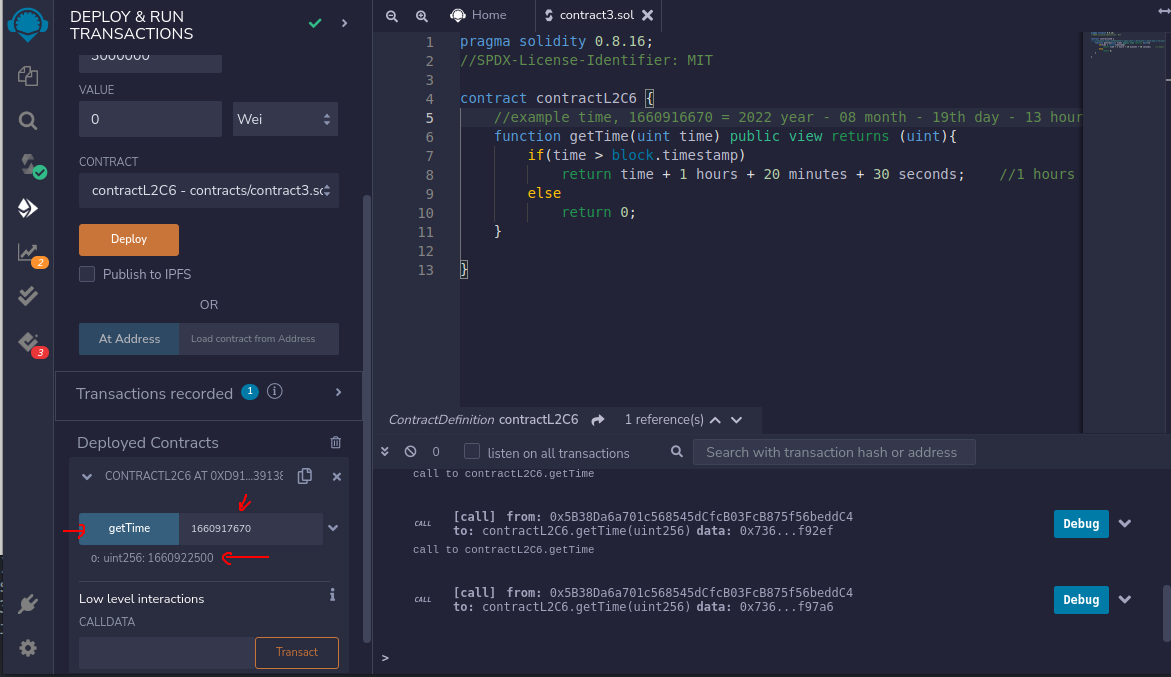 DEPLOY & RUN
TRANSACTIONS
3000000
VALUE
0
Wei
CONTRACT
contractL2C6 - contracts/contract3.sc
Deploy
Publish to IPFS
OR
At Address
Load contract from Address
Transactions recorded 1
Deployed Contracts
CONTRACTL2C6 AT 0XD91...39138
getTime 1660917670
0: uint256: 1660922500
Low level interactions
CALLDATA
Transact
2
3
Home contract3.sol
1 pragma solidity 0.8.16;
2 //SPDX-License-Identifier: MIT
3
4 contract contractL2C6 {
5 //example time, 1660916670 = 2022 year - 08 month - 19th day - 13 hour
6 function getTime(uint time) public view returns (uint){
7 if(time > block.timestamp)
8 return time + 1 hours + 20 minutes + 30 seconds; //1 hours
9 else
10 return 0;
11 }
12
13 }
ContractDefinition contractL2C6 1 reference(s)
0 listen on all transactions Search with transaction hash or address
call to contractL2C6.getTime
CALL [call] from: 0x5B38Da6a701c568545dCfcB03FcB875f56beddC4
to: contractL2C6.getTime(uint256) data: 0x736...f92ef
Debug
call to contractL2C6.getTime
CALL [call] from: 0x5B38Da6a701c568545dCfcB03FcB875f56beddC4
to: contractL2C6.getTime(uint256) data: 0x736...f97a6
Debug
>